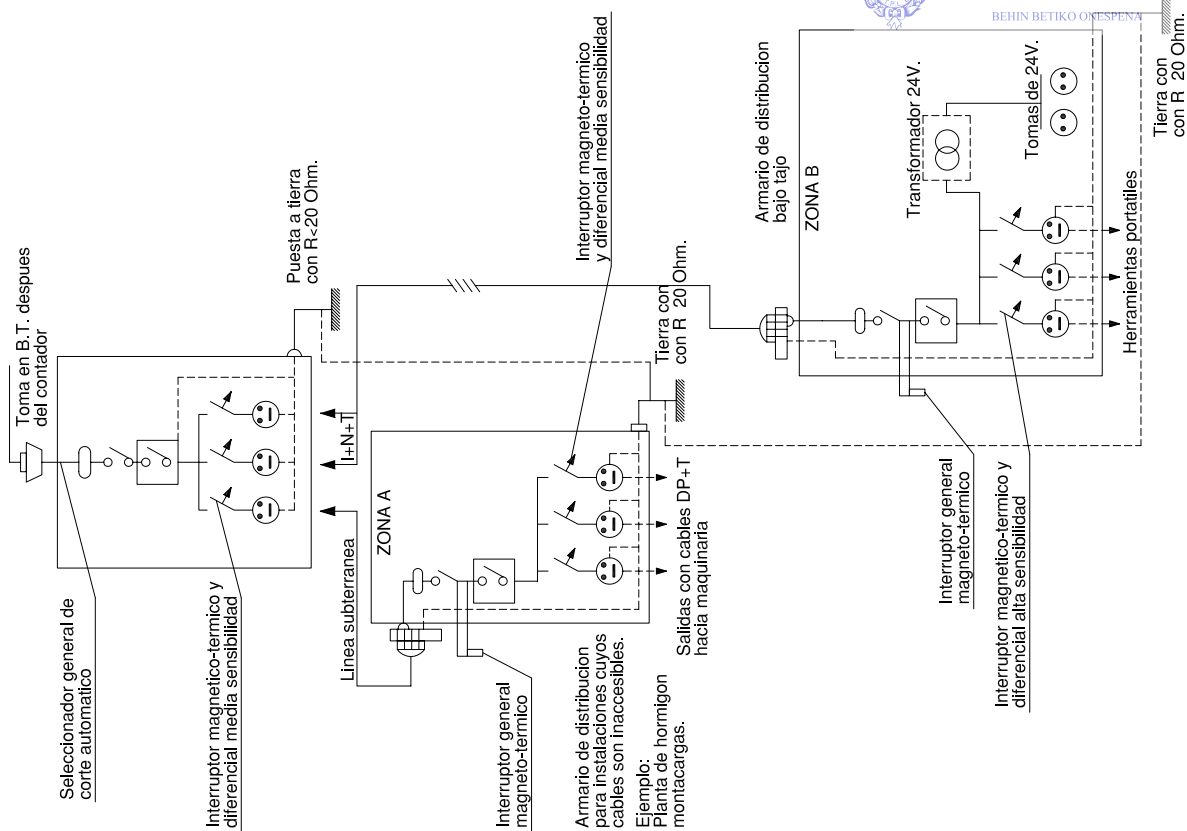 BEHIN BETIKO ONESPENA
Toma en B.T. despues
del contador
Seleccionador general de
corte automatico
Interruptor magnetico-termico y
diferencial media sensibilidad
Puesta a tierra
con R<20 Ohm.
Linea subterranea
I+N+T
ZONA A
Interruptor magneto-termico
y diferencial media sensibilidad
Tierra con
con R 20 Ohm.
Salidas con cables DP+T
hacia maquinaria
Interruptor general
magneto-termico
Armario de distribucion
para instalaciones cuyos
cables son inaccesibles.
Ejemplo:
Planta de hormigon
montacargas.
Armario de distribucion
bajo tajo
ZONA B
Transformador 24V.
Tomas de 24V.
Herramientas portatiles
Tierra con
con R 20 Ohm.
Interruptor general
magneto-termico
Interruptor magnetico-termico y
diferencial alta sensibilidad